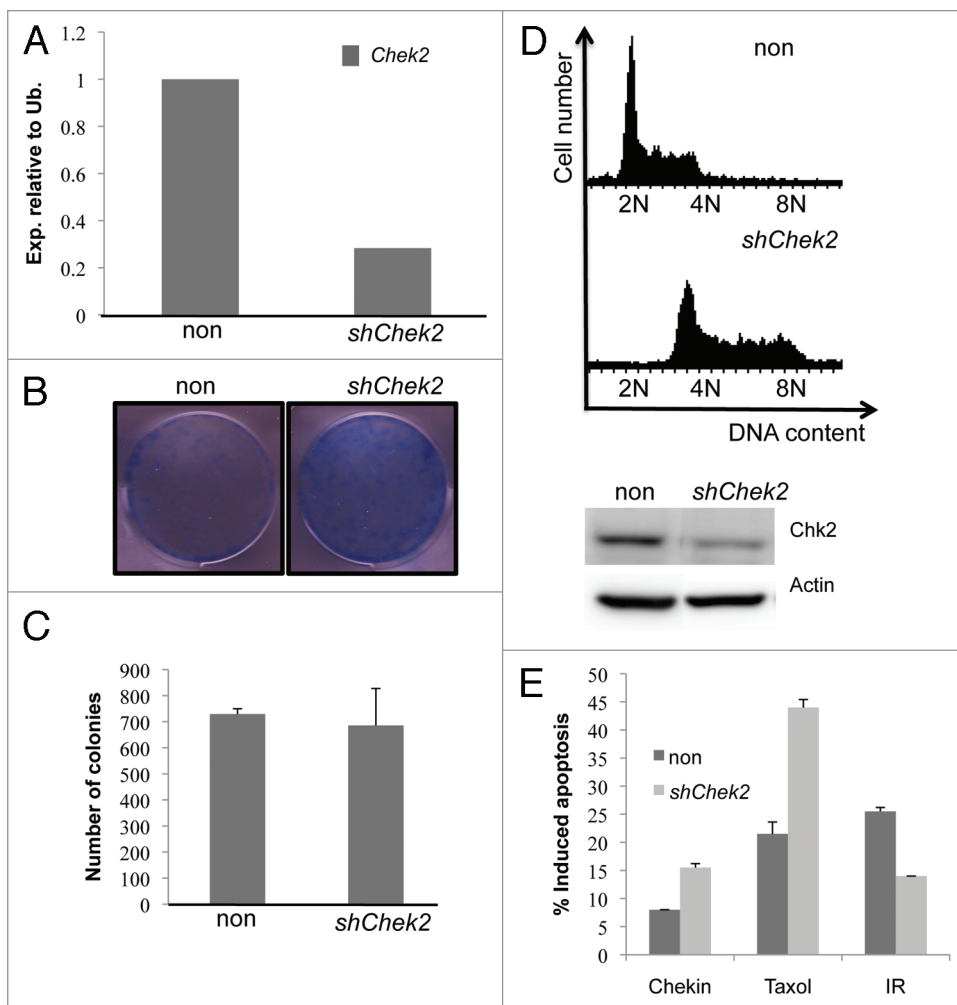 A
Exp. relative to Ub.
1.2
1
0.8
0.6
0.4
0.2
0
Chek2
non
shChek2
B
non
shChek2
C
Number of colonies
900
800
700
600
500
400
300
200
100
0
non
shChek2
D
Cell number
non
2N 4N 8N
shChek2
2N 4N 8N
DNA content
non shChek2
Chk2
Actin
E
% Induced apoptosis
50
45
40
35
30
25
20
15
10
5
0
non
shChek2
Chekin Taxol IR